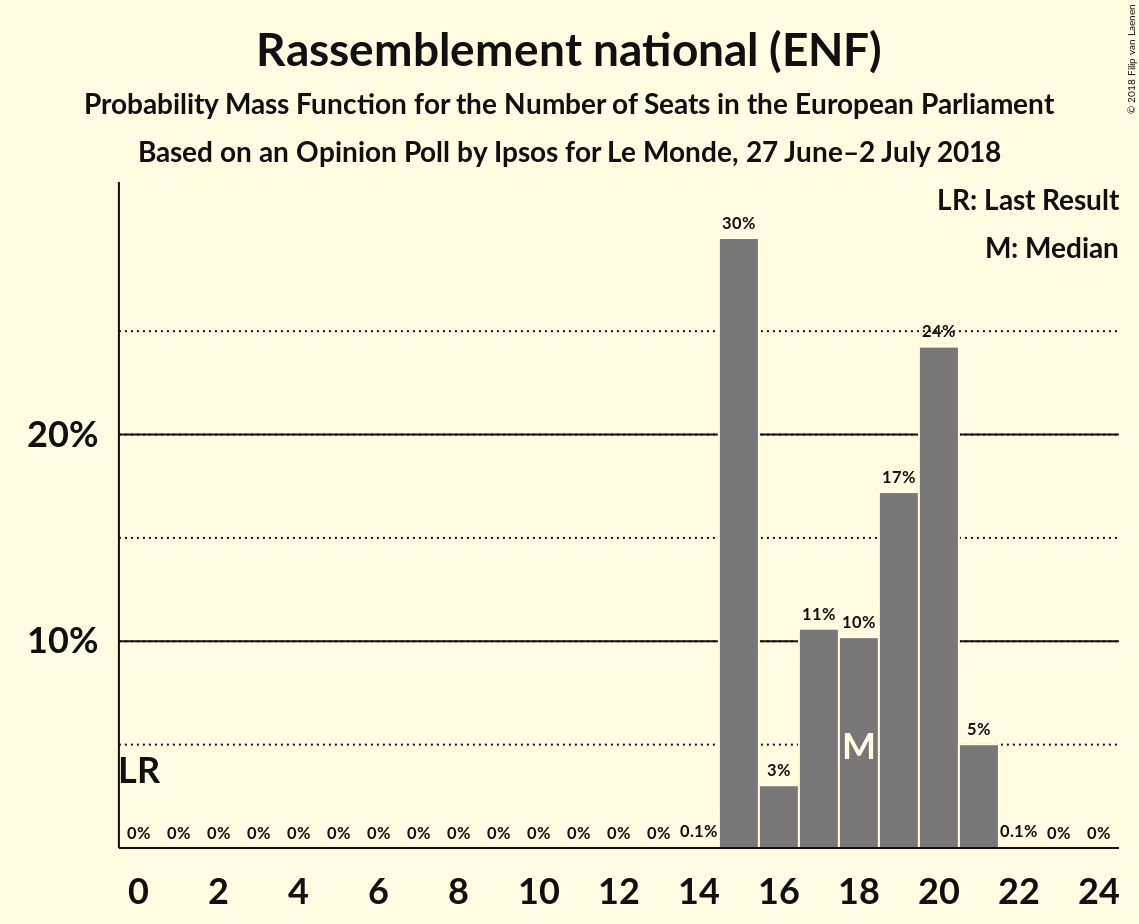 Rassemblement national (ENF)
Probability Mass Function for the Number of Seats in the European Parliament
Based on an Opinion Poll by Ipsos for Le Monde, 27 June–2 July 2018
© 2018 Filip van Laenen
LR: Last Result
M: Median
30%
24%
20%
17%
11%
10%
10%
5%
3%
M
LR
0% 0% 0% 0% 0% 0% 0% 0% 0% 0% 0% 0% 0% 0% 0.1% 0.1% 0% 0%
0 2 4 6 8 10 12 14 16 18 20 22 24